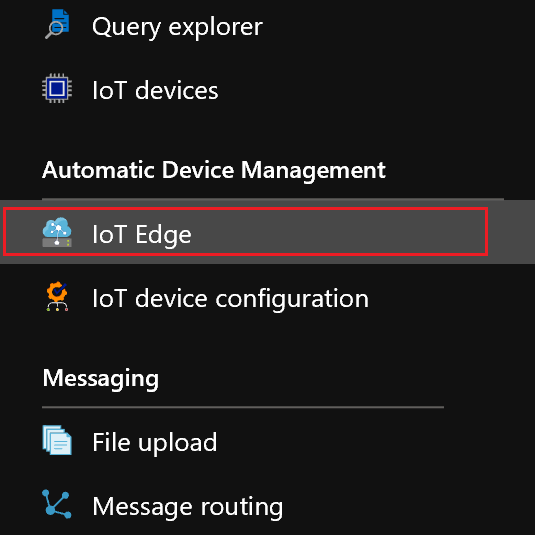 Query explorer
IoT devices
Automatic Device Management
IoT Edge
IoT device configuration
Messaging
File upload
Message routing